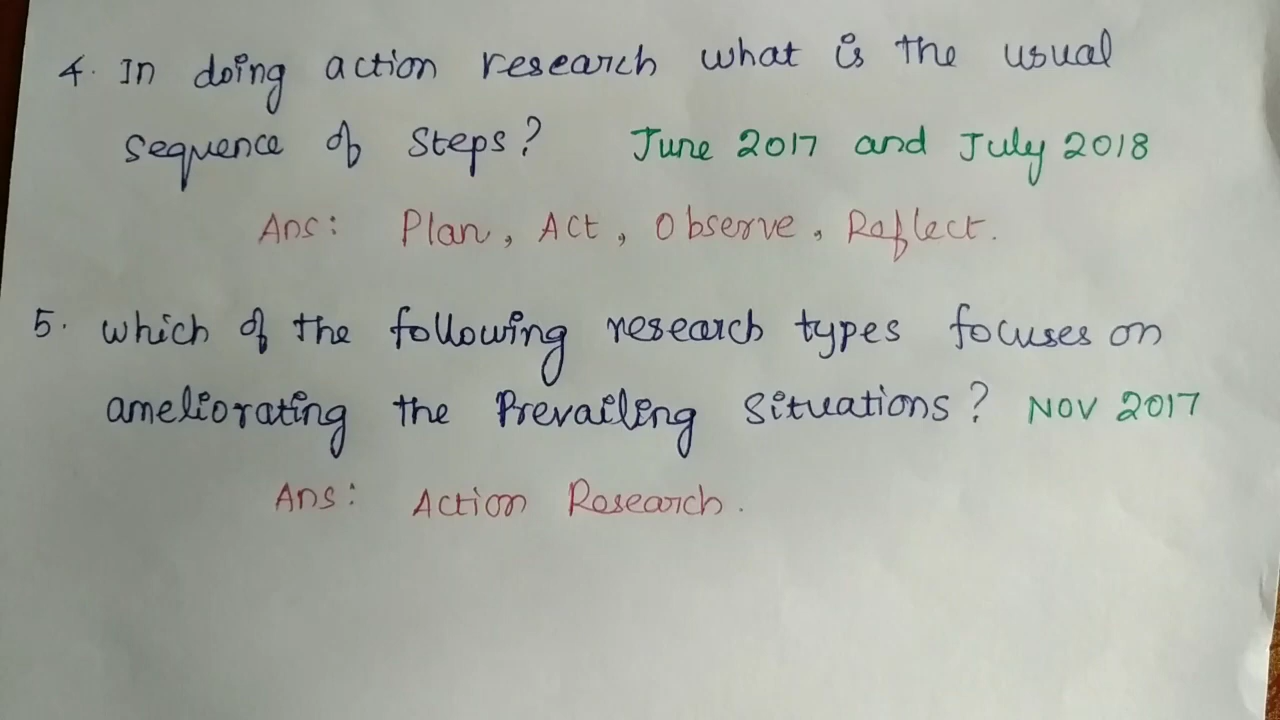 4. In doing action research what is the usual
sequence of steps? June 2017 and July 2018
Ans: Plan, Act, Observe, Reflect.
5. which of the following research types focuses on
ameliorating the Prevailing situations? NOV 2017
Ans: Action Research.